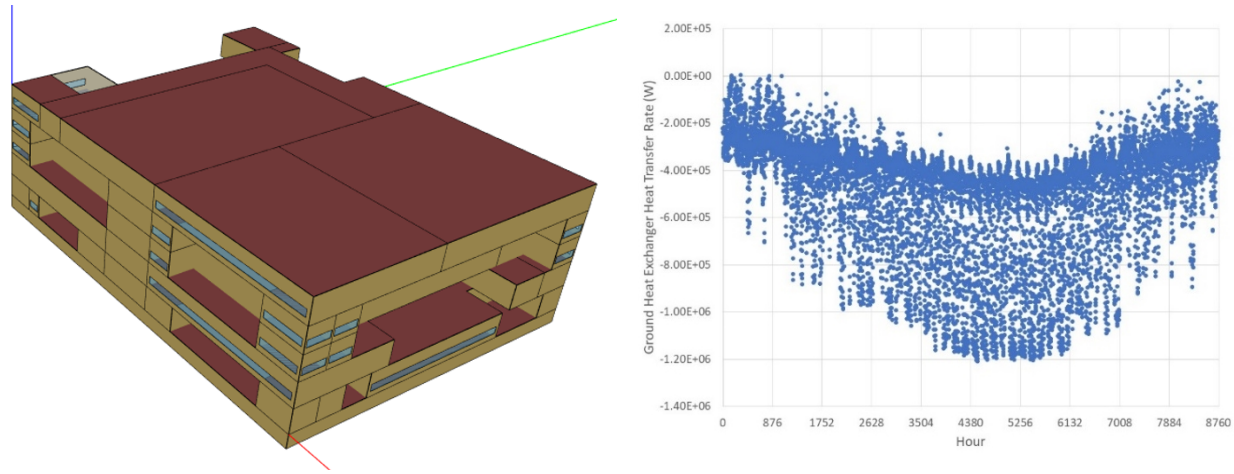 2.00E+05
0.00E+00
-2.00E+05
-4.00E+05
-6.00E+05
-8.00E+05
-1.00E+06
-1.20E+06
-1.40E+06
Ground Heat Exchanger Heat Transfer Rate (W)
0 876 1752 2628 3504 4380 5256 6132 7008 7884 8760
Hour